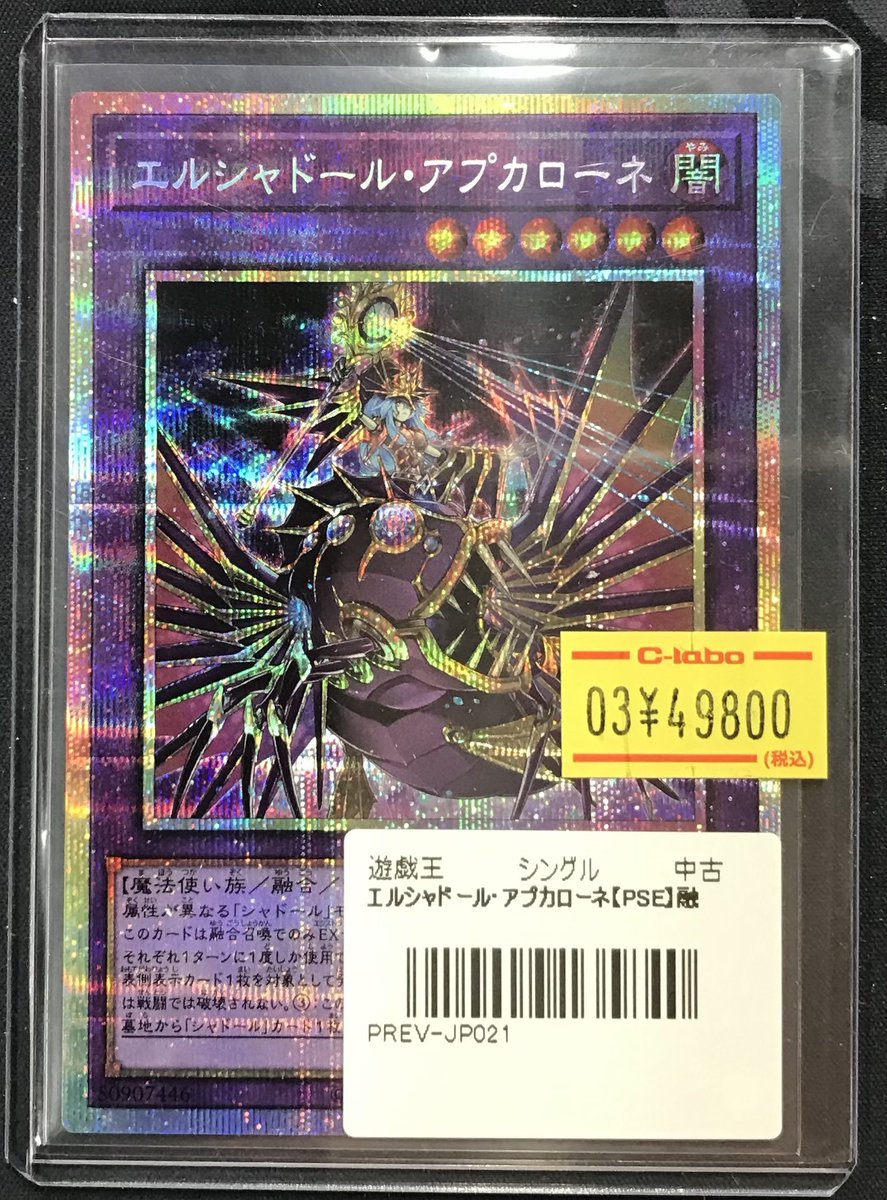 エルシャドール・アプカローネ
やみ
闇
C-labo
03¥49800
(税込)
遊戯王 シングル 中古
エルシャドール・アプカローネ【PSE】融
PREV-JP021
【魔法使い族/融合/
属性が異なる「シャドール」モ
このカードは融合召喚でのみEX
それぞれ1ターンに1度しか使用で
表側表示カード1枚を対象として
は戦闘では破壊されない。③:この
墓地から「シャドール」カード1枚
80907446